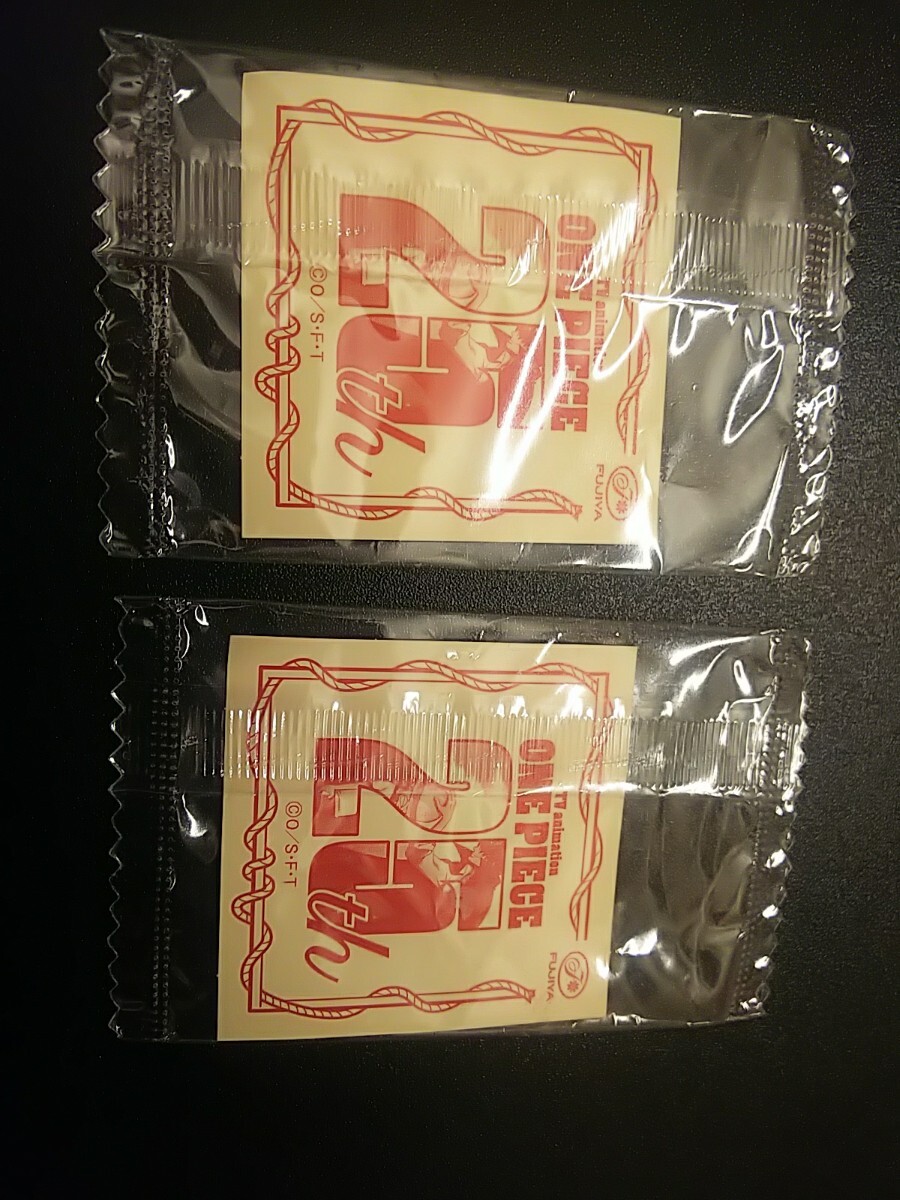 FUJIYA
TV animation
ONE PIECE
25th
©O/S・F・T
FUJIYA
TV animation
ONE PIECE
25th
©O/S・F・T